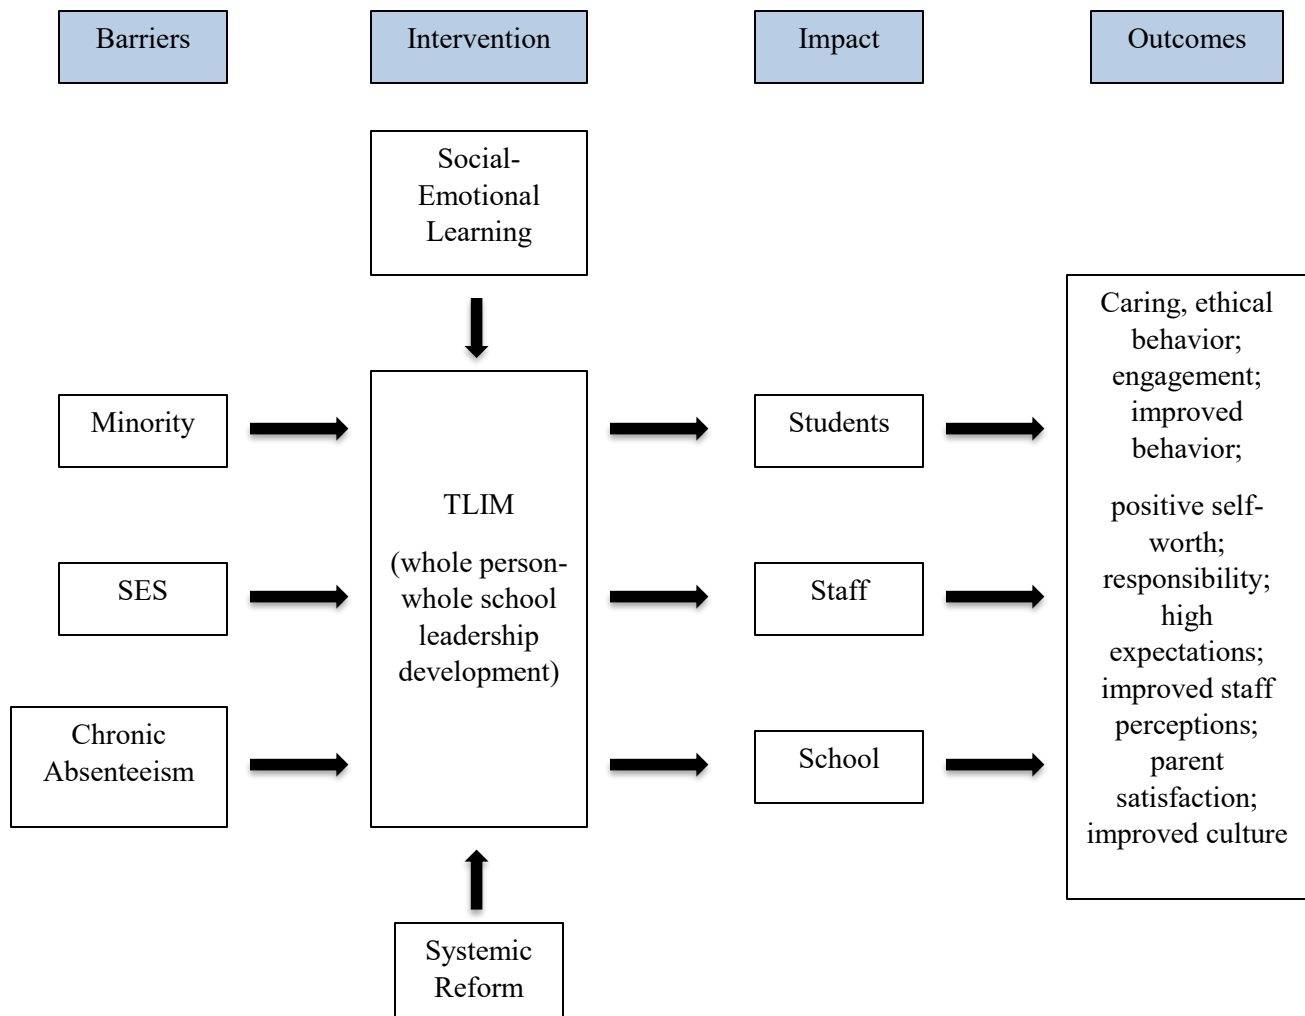 Barriers
Intervention
Impact
Outcomes
Social-
Emotional
Learning
Minority
SES
Chronic
Absenteeism
TLIM
(whole person-
whole school
leadership
development)
Systemic
Reform
Students
Staff
School
Caring, ethical
behavior;
engagement;
improved
behavior;
positive self-
worth;
responsibility;
high
expectations;
improved staff
perceptions;
parent
satisfaction;
improved culture